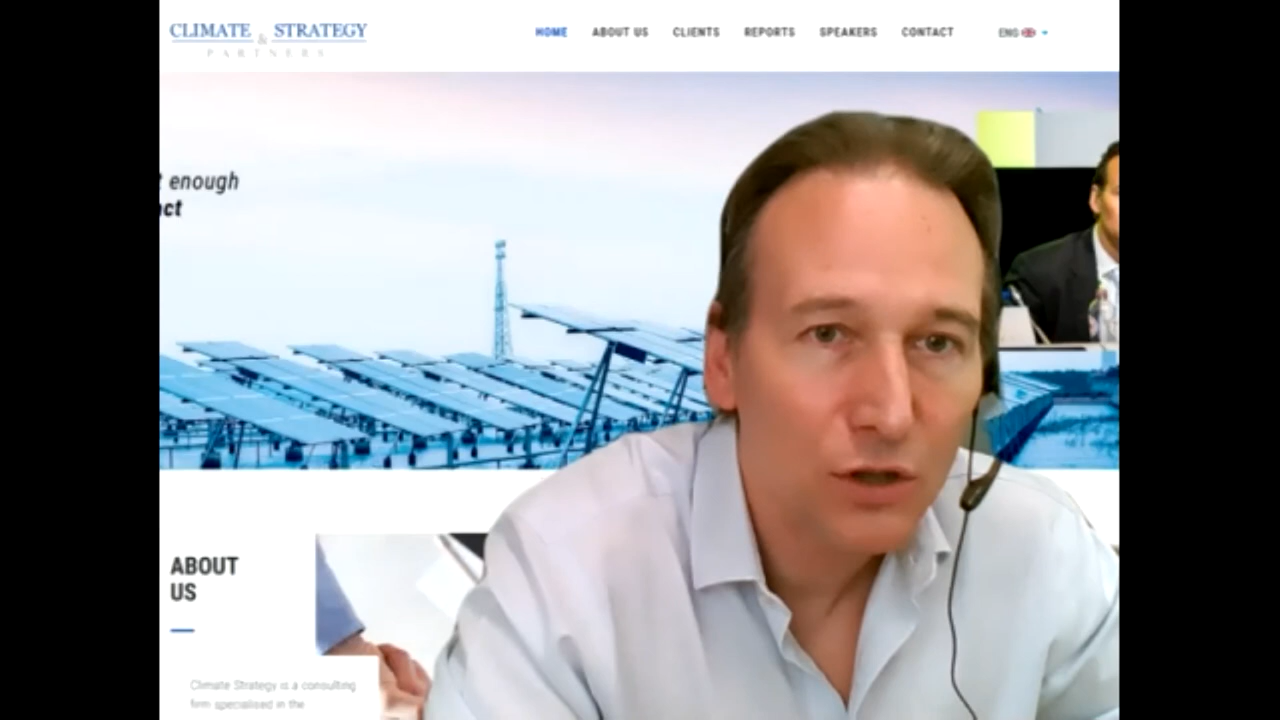 CLIMATE & STRATEGY
PARTNERS
HOME ABOUT US CLIENTS REPORTS SPEAKERS CONTACT ENG
t enough
act
ABOUT
US
Climate Strategy is a consulting
firm specialised in the